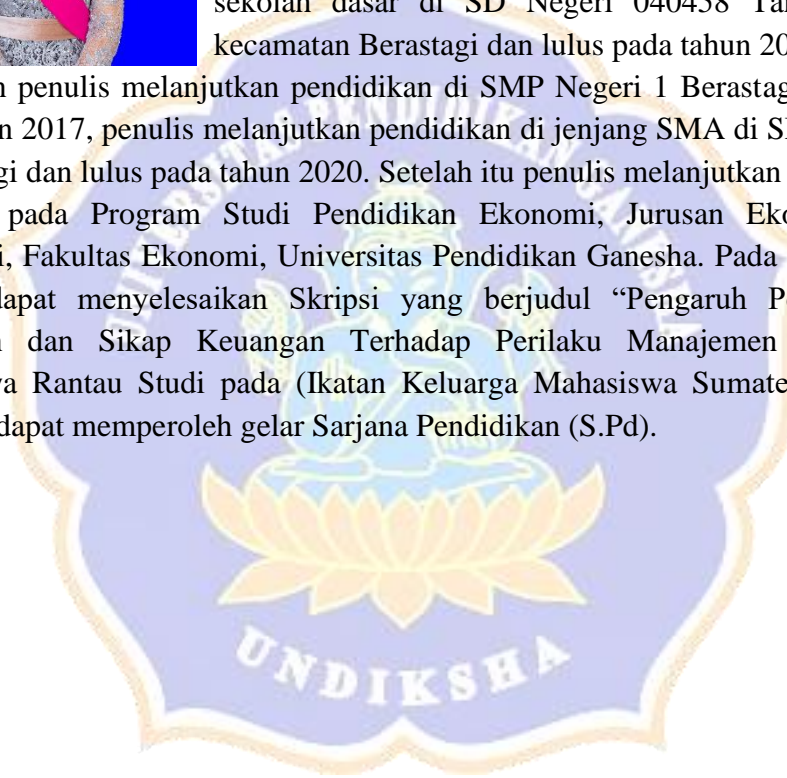 sekolah dasar di SD Negeri 040458
kecamatan Berastagi dan lulus pada tahun
penulis melanjutkan pendidikan di SMP Negeri 1
2017, penulis melanjutkan pendidikan di jenjang SMA di
dan lulus pada tahun 2020. Setelah itu penulis melanjutkan
pada Program Studi Pendidikan Ekonomi, Jurusan
Fakultas Ekonomi, Universitas Pendidikan Ganesha. Pada
menyelesaikan Skripsi yang berjudul “Pengaruh
dan Sikap Keuangan Terhadap Perilaku Manajemen
Rantau Studi pada (Ikatan Keluarga Mahasiswa
dapat memperoleh gelar Sarjana Pendidikan (S.Pd).
UNIVERSITAS PENDIDIKAN GANESHA
UNDIKSHA